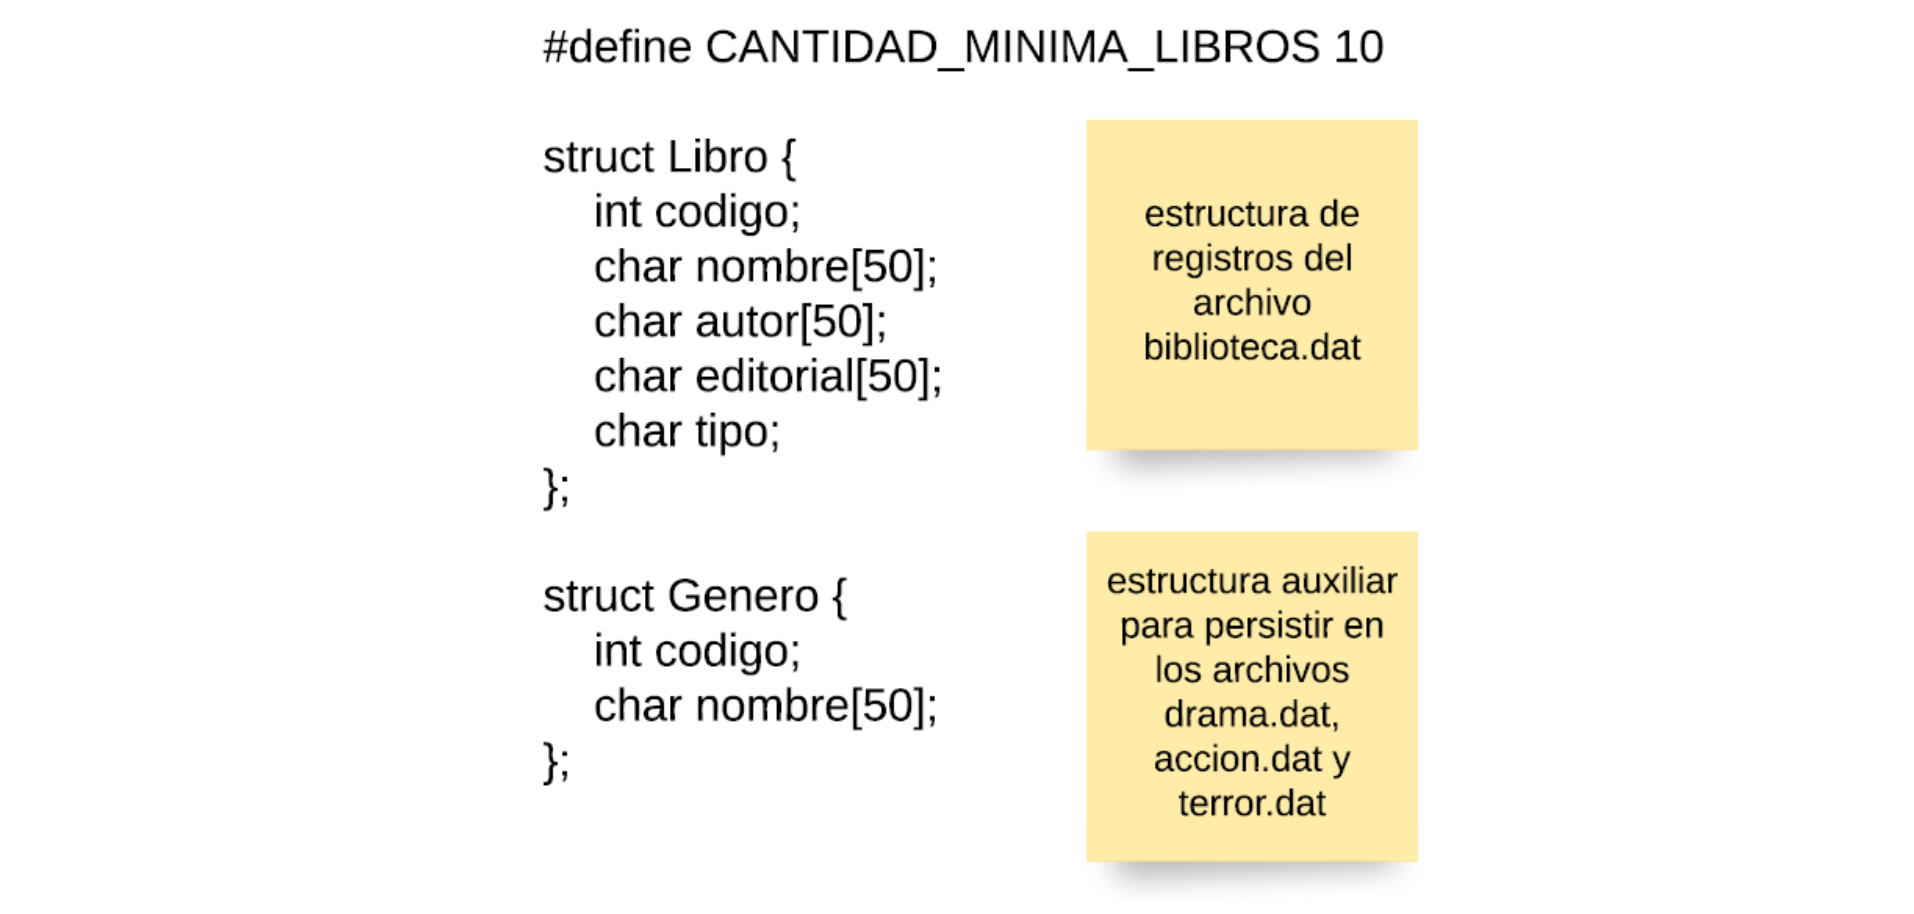 #define CANTIDAD_MINIMA_LIBROS 10
struct Libro {
int codigo;
char nombre[50];
char autor[50];
char editorial[50];
char tipo;
};
estructura de
registros del
archivo
biblioteca.dat
struct Genero {
int codigo;
char nombre[50];
};
estructura auxiliar
para persistir en
los archivos
drama.dat,
accion.dat y
terror.dat